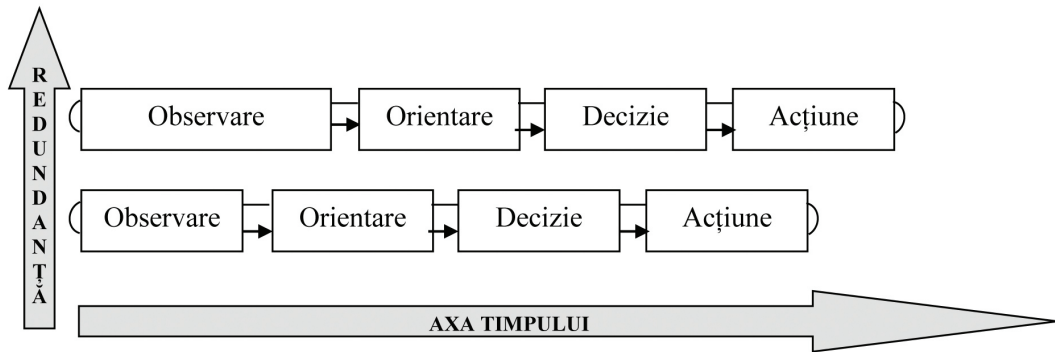 REDUNDANȚĂ
Observare Orientare Decizie Acțiune
Observare Orientare Decizie Acțiune
AXA TIMPULUI